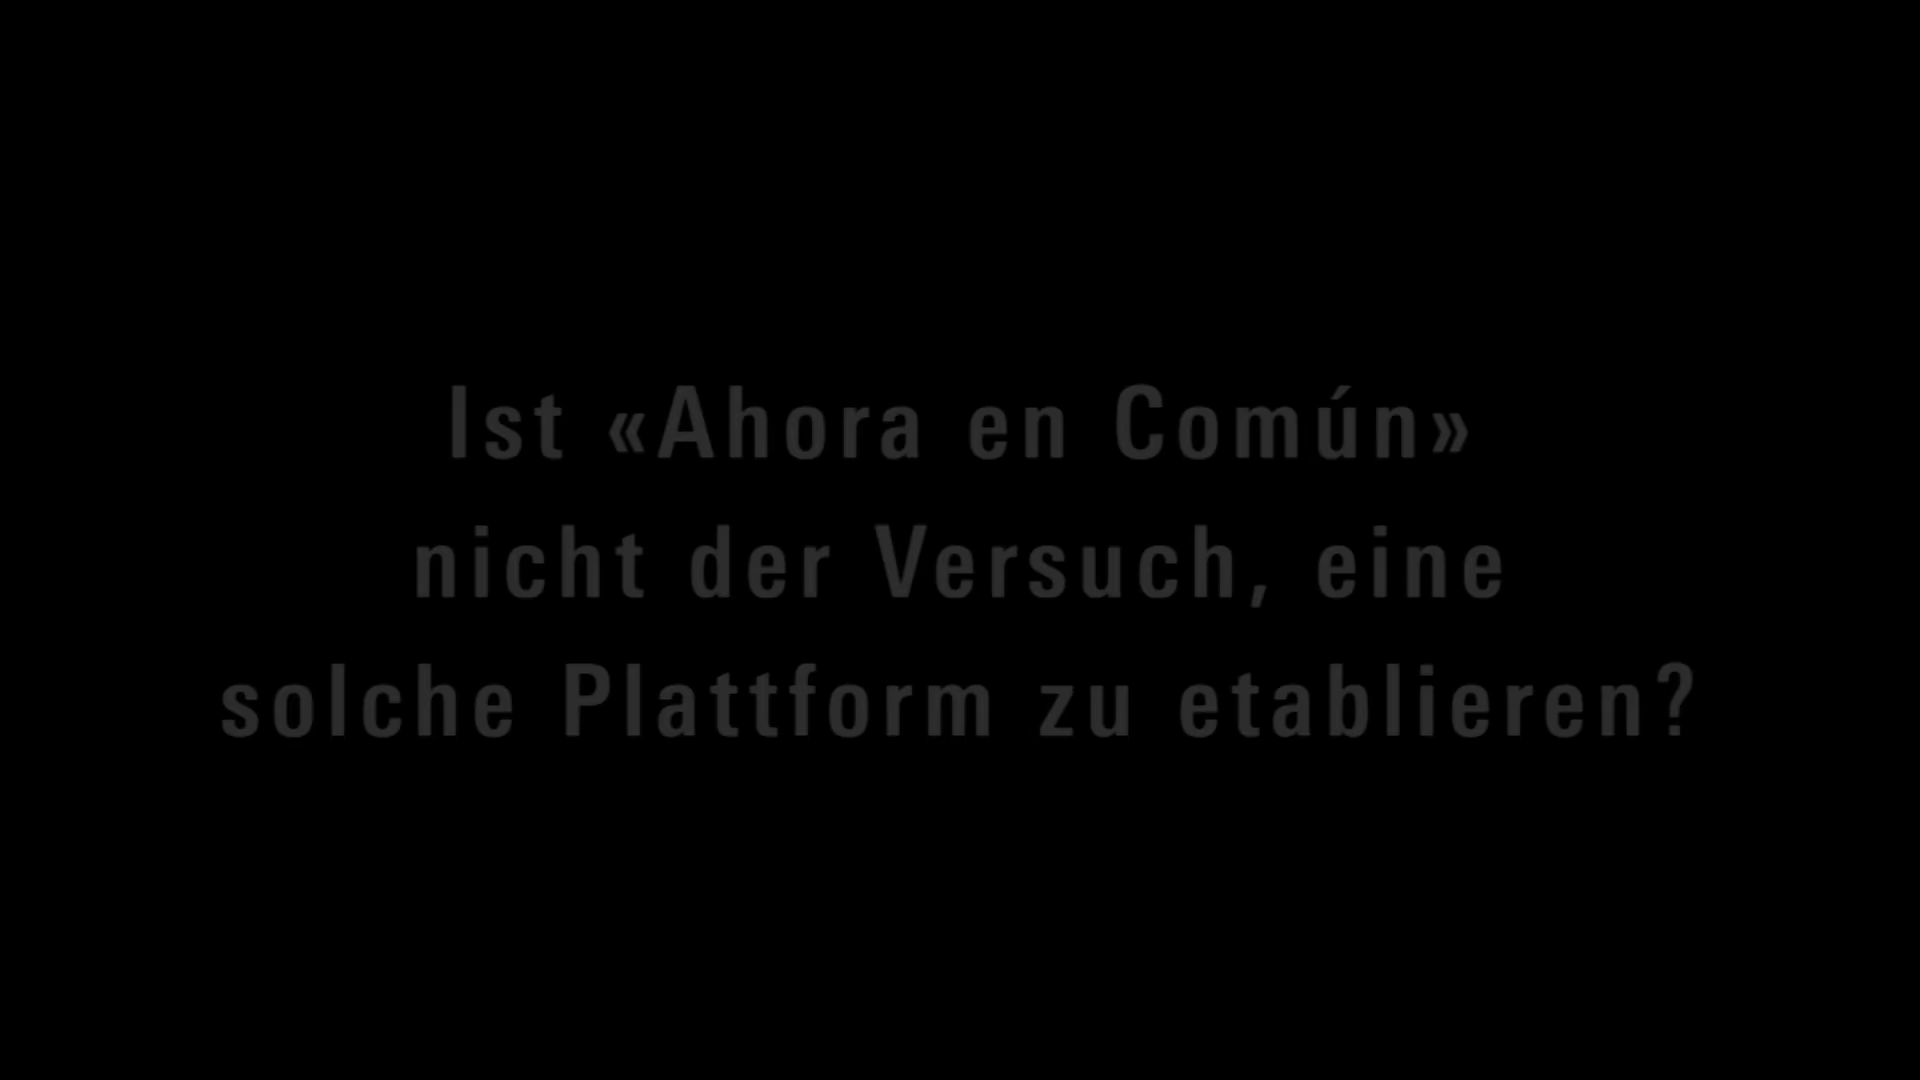 Ist «Ahora en Común»
nicht der Versuch, eine
solche Plattform zu etablieren?